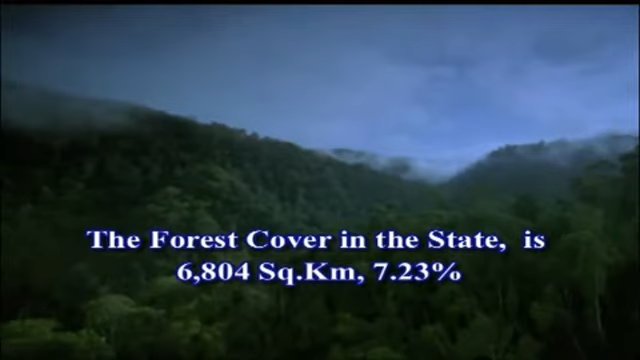 The Forest Cover in the State,  is
6,804 Sq.Km, 7.23%